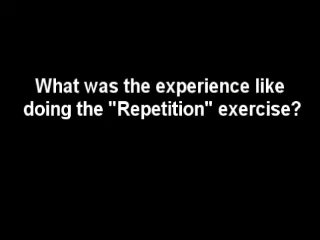 What was the experience like
doing the "Repetition" exercise?